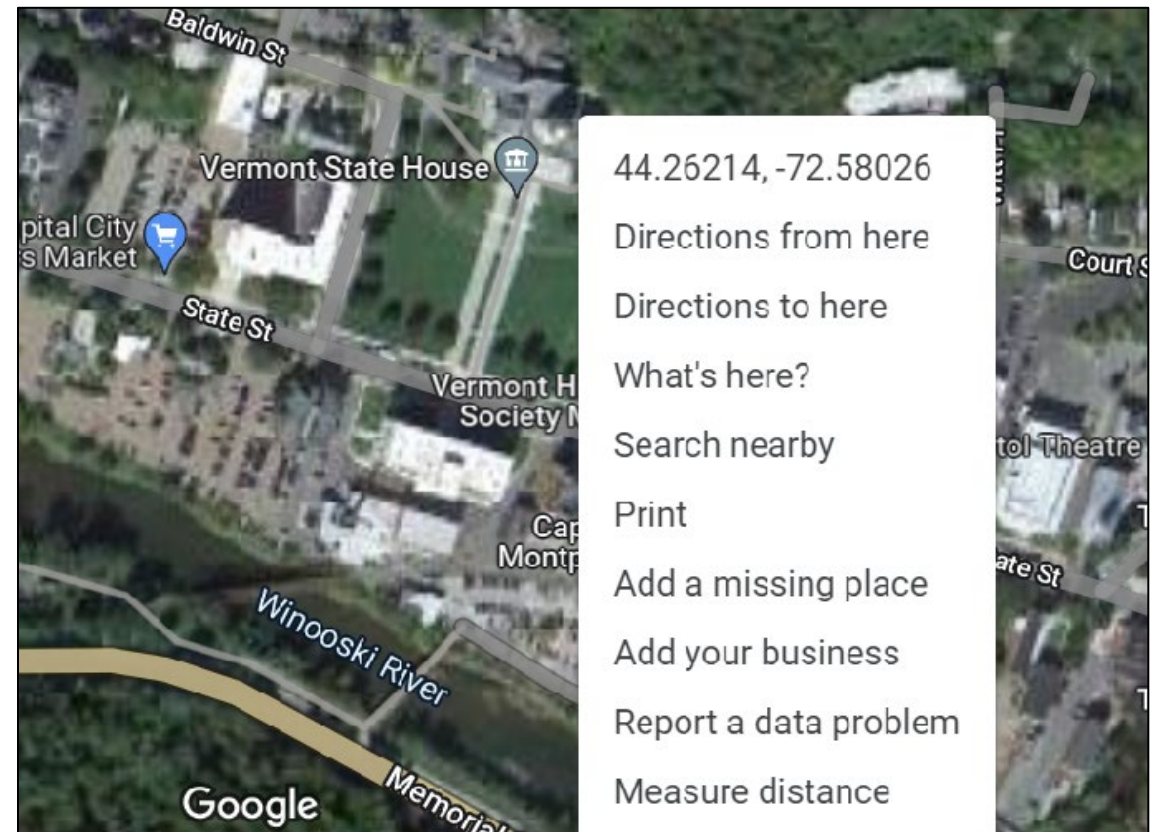 Baldwin St
Vermont State House
pital City
s Market
State St
Vermont H
Society
Cap
Montp
Winooski River
Memorial
Google
44.26214, -72.58026
Directions from here
Directions to here
What's here?
Search nearby
Print
Add a missing place
Add your business
Report a data problem
Measure distance
Court S
tol Theatre
ate St